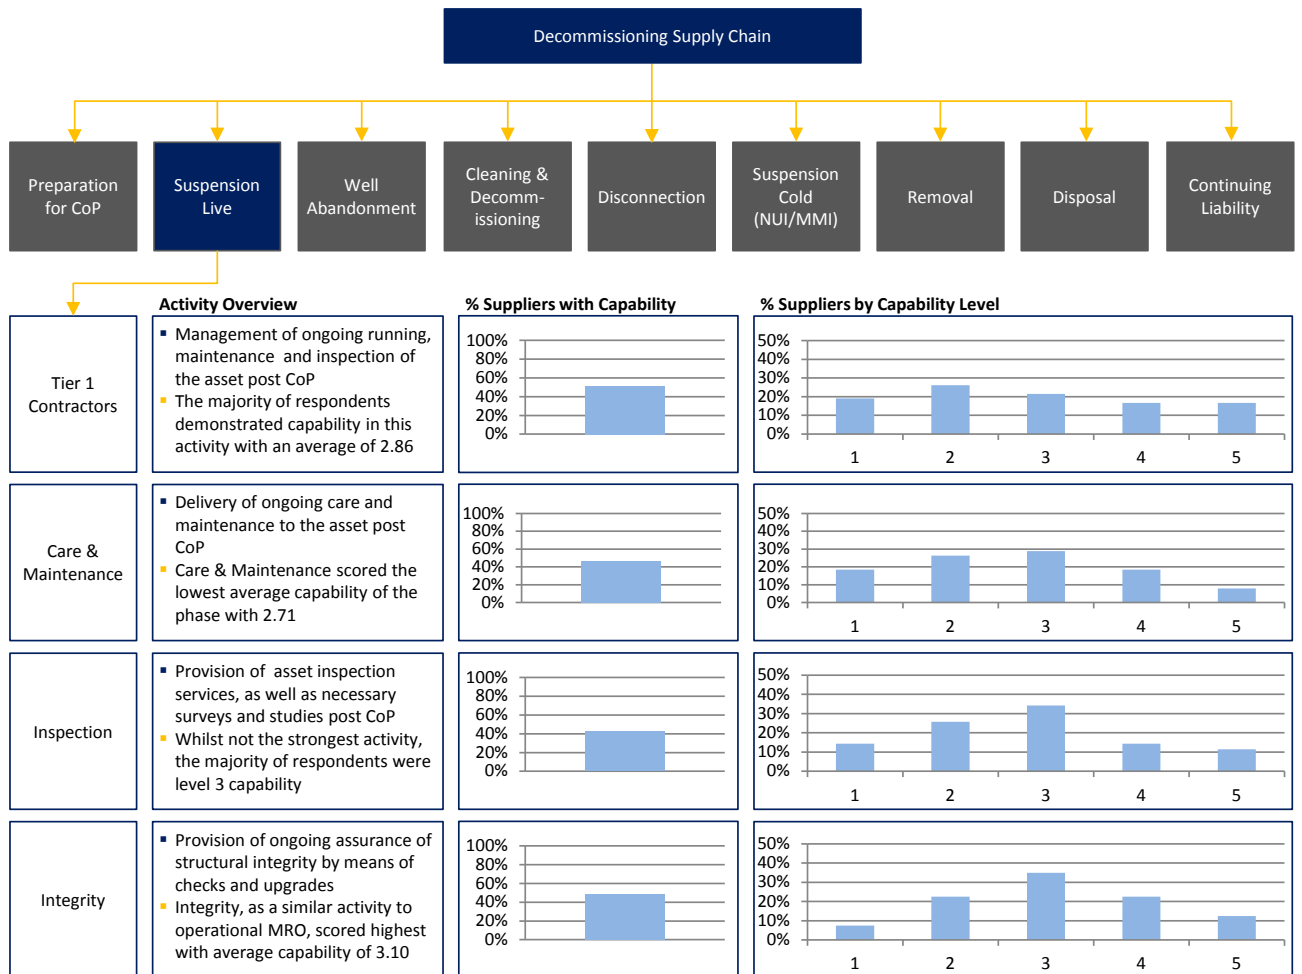 Decommissioning Supply Chain
Preparation
for CoP
Suspension
Live
Well
Abandonment
Cleaning &
Decomm-
issioning
Disconnection
Suspension
Cold
(NUI/MMI)
Removal
Disposal
Continuing
Liability
Activity Overview
% Suppliers with Capability
% Suppliers by Capability Level
Tier 1
Contractors
▪ Management of ongoing running,
maintenance and inspection of
the asset post CoP
▪ The majority of respondents
demonstrated capability in this
activity with an average of 2.86
100%
80%
60%
40%
20%
0%
50%
40%
30%
20%
10%
0%
1 2 3 4 5
Care &
Maintenance
▪ Delivery of ongoing care and
maintenance to the asset post
CoP
▪ Care & Maintenance scored the
lowest average capability of the
phase with 2.71
100%
80%
60%
40%
20%
0%
50%
40%
30%
20%
10%
0%
1 2 3 4 5
Inspection
▪ Provision of asset inspection
services, as well as necessary
surveys and studies post CoP
▪ Whilst not the strongest activity,
the majority of respondents were
level 3 capability
100%
80%
60%
40%
20%
0%
50%
40%
30%
20%
10%
0%
1 2 3 4 5
Integrity
▪ Provision of ongoing assurance of
structural integrity by means of
checks and upgrades
▪ Integrity, as a similar activity to
operational MRO, scored highest
with average capability of 3.10
100%
80%
60%
40%
20%
0%
50%
40%
30%
20%
10%
0%
1 2 3 4 5